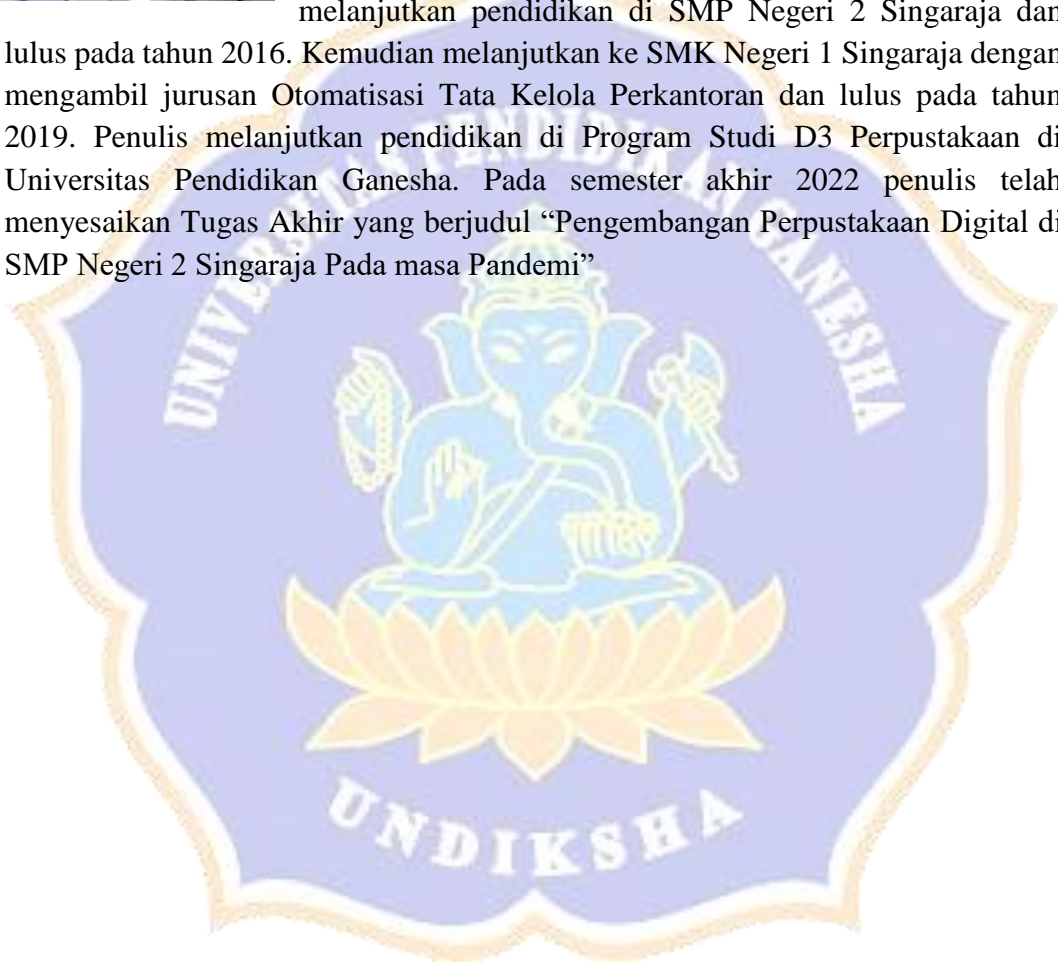 melanjutkan pendidikan di SMP Negeri 2 Singaraja dan
lulus pada tahun 2016. Kemudian melanjutkan ke SMK Negeri 1 Singaraja dengan
mengambil jurusan Otomatisasi Tata Kelola Perkantoran dan lulus pada tahun
2019. Penulis melanjutkan pendidikan di Program Studi D3 Perpustakaan di
Universitas Pendidikan Ganesha. Pada semester akhir 2022 penulis telah
menyesaikan Tugas Akhir yang berjudul “Pengembangan Perpustakaan Digital di
SMP Negeri 2 Singaraja Pada masa Pandemi”
UNIVERSITAS PENDIDIKAN GANESHA
UNDIKSHA